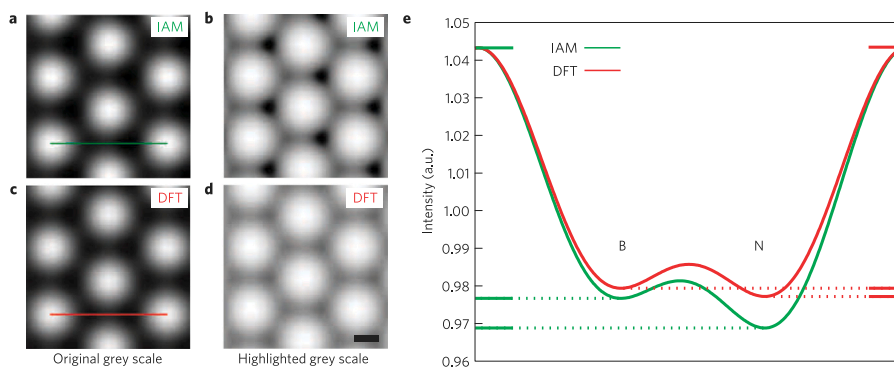 a
IAM
b
c
DFT
d
DFT
Original grey scale
Highlighted grey scale
e
IAM
DFT
B
N
Intensity (a.u.)
1.05
1.04
1.03
1.02
1.01
1.00
0.99
0.98
0.97
0.96
IAM